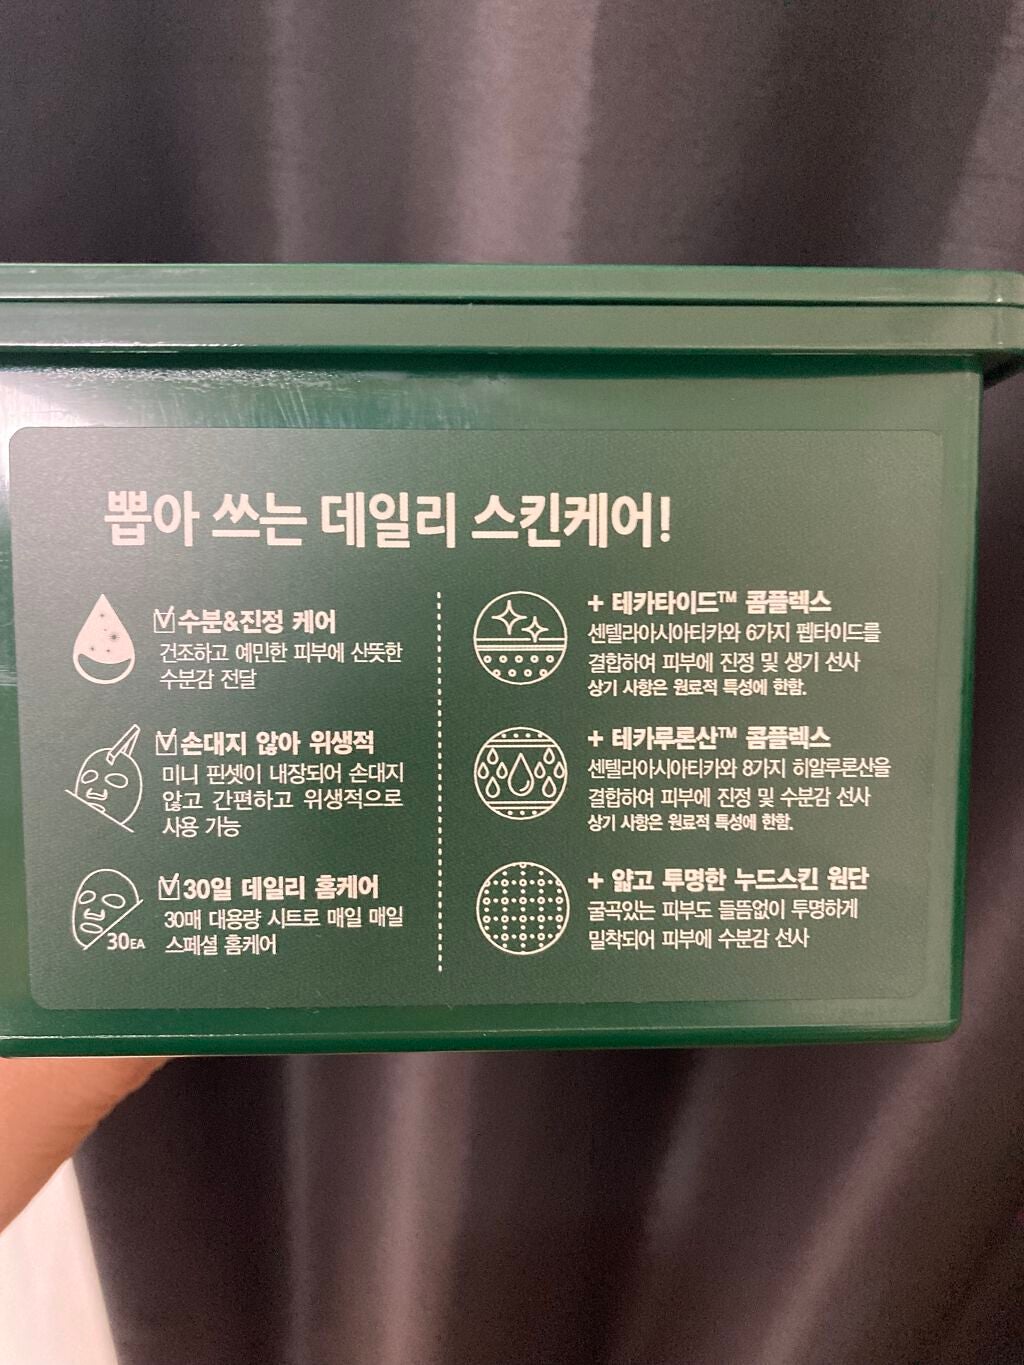 뽑아 쓰는 데일리 스킨케어!
수분&진정 케어
건조하고 예민한 피부에 산뜻한
수분감 전달
손대지 않아 위생적
미니 핀셋이 내장되어 손대지
않고 간편하고 위생적으로
사용 가능
30EA
30일 데일리 홈케어
30매 대용량 시트로 매일 매일
스페셜 홈케어
+ 테카타이드™ 콤플렉스
센텔라아시아티카와 6가지 펩타이드를
결합하여 피부에 진정 및 생기 선사
상기 사항은 원료적 특성에 한함.
+ 테카루론산™ 콤플렉스
센텔라아시아티카와 8가지 히알루론산을
결합하여 피부에 진정 및 수분감 선사
상기 사항은 원료적 특성에 한함.
+ 얇고 투명한 누드스킨 원단
굴곡있는 피부도 들뜸없이 투명하게
밀착되어 피부에 수분감 선사